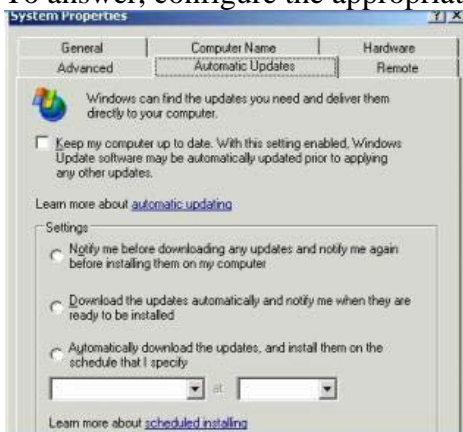 To answer, configure the appropriat
System Properties
General
Computer Name
Hardware
Advanced
Automatic Updates
Remote
Windows can find the updates you need and deliver them
directly to your computer.
Keep my computer up to date. With this setting enabled, Windows
Update software may be automatically updated prior to applying
any other updates.
Learn more about automatic updating
Settings
Notify me before downloading any updates and notify me again
before installing them on my computer
Download the updates automatically and notify me when they are
ready to be installed
Automatically download the updates, and install them on the
schedule that I specify
at
Learn more about scheduled installing